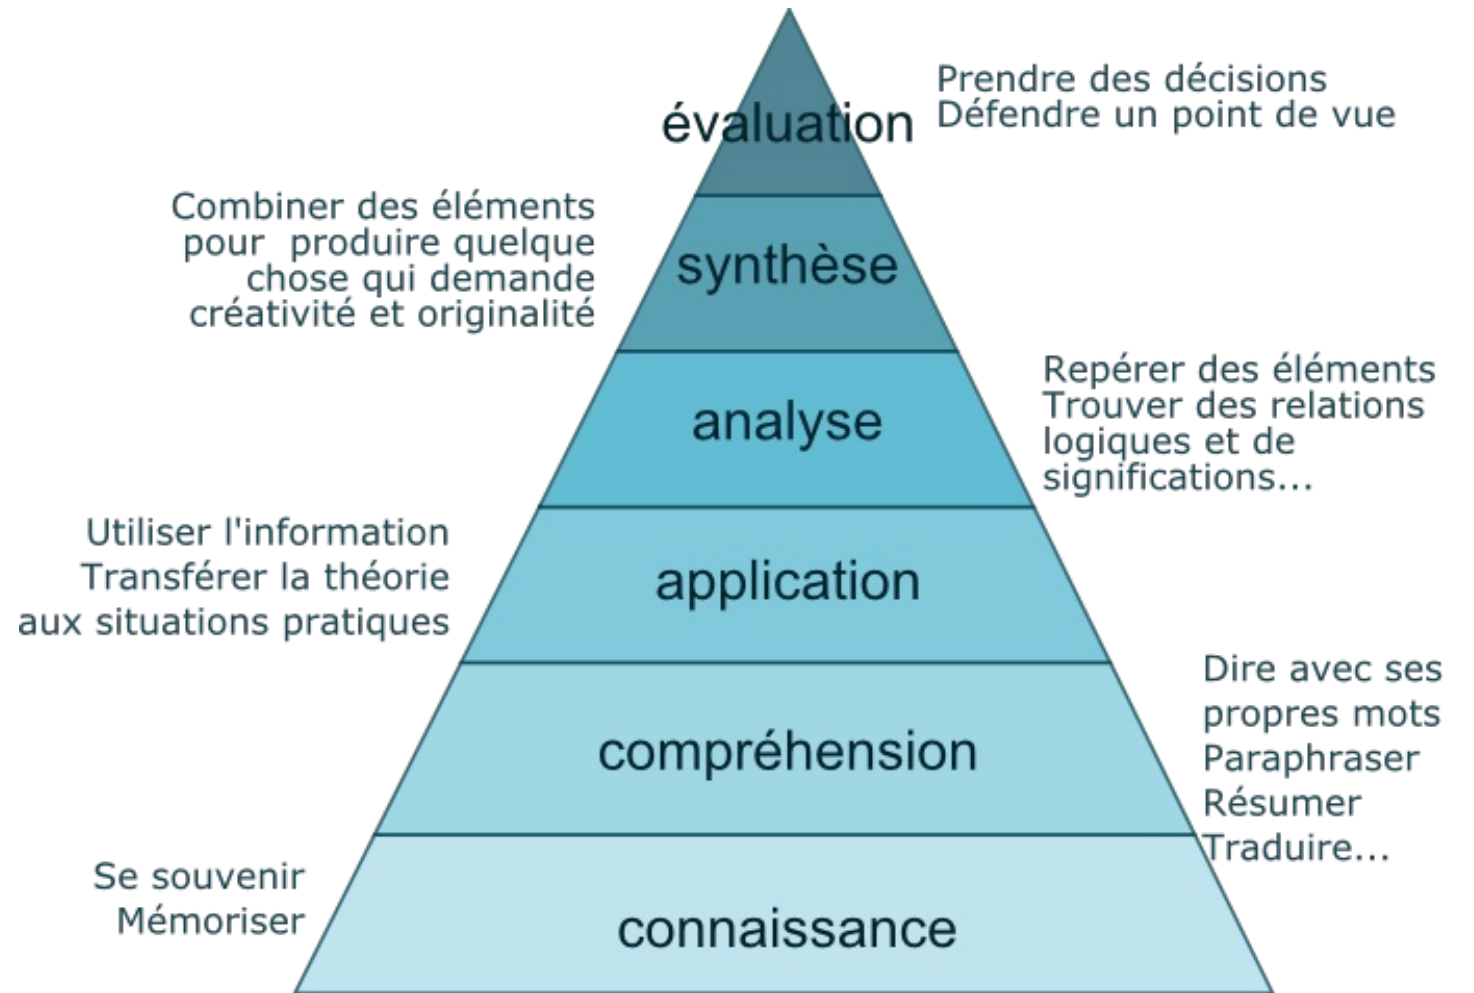 Prendre des décisions
Défendre un point de vue
évaluation
Combiner des éléments
pour  produire quelque
chose qui demande
créativité et originalité
synthèse
analyse
Repérer des éléments
Trouver des relations
logiques et de
significations...
Utiliser l'information
Transférer la théorie
aux situations pratiques
application
compréhension
Dire avec ses
propres mots
Paraphraser
Résumer
Traduire...
Se souvenir
Mémoriser
connaissance